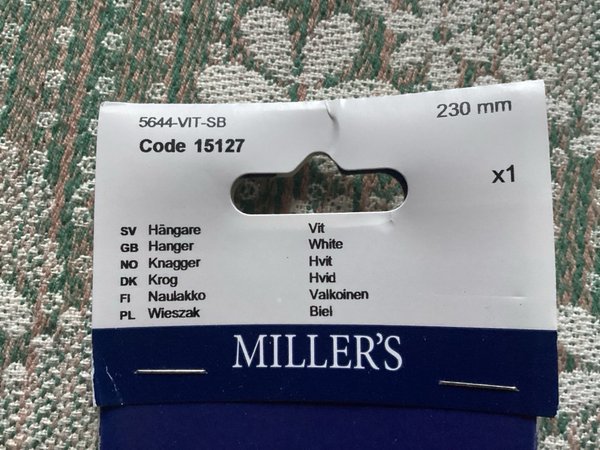 5644-VIT-SB
230 mm
Code 15127
x1
SV Hängare Vit
GB Hanger White
NO Knagger Hvit
DK Krog Hvid
FI Naulakko Valkoinen
PL Wieszak Biel
MILLER'S